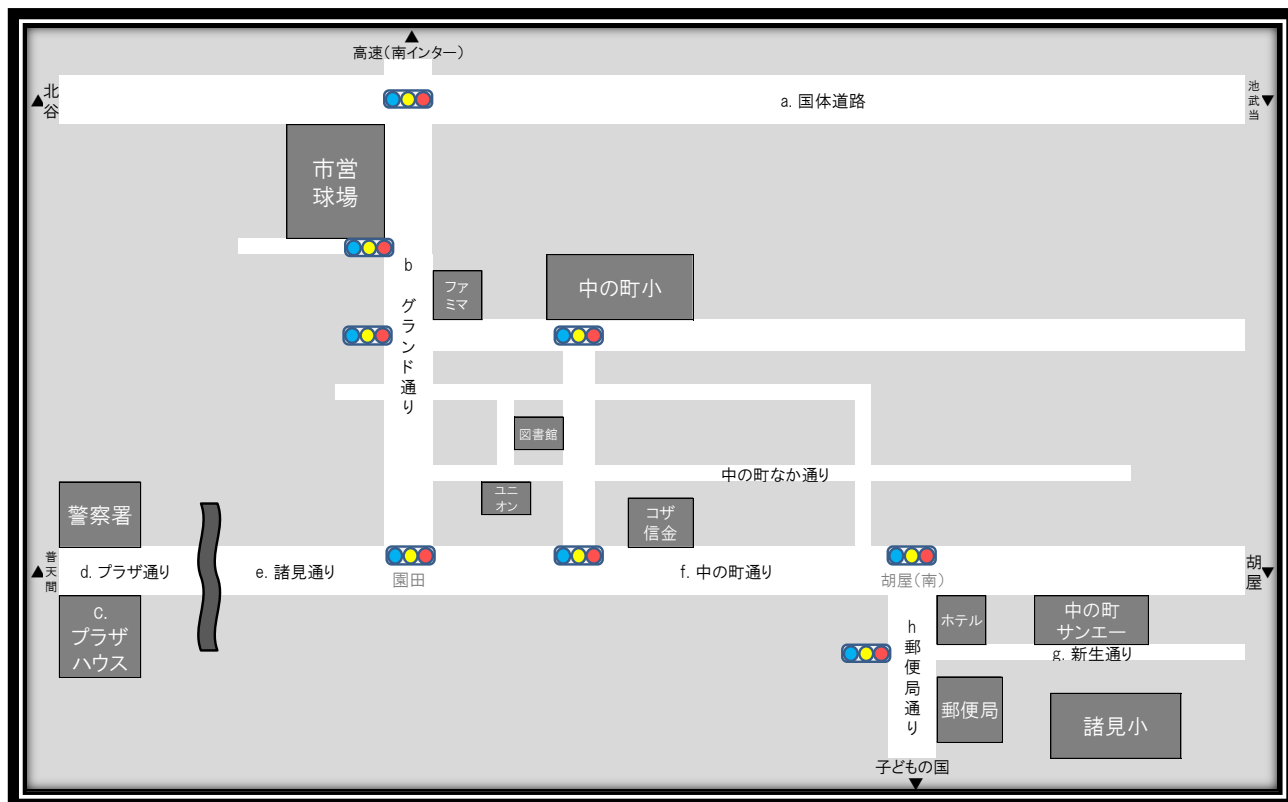 ▲
高速(南インター)
▲北谷
a. 国体道路
池武当▼
市営
球場
b グランド通り
ファ
ミマ
中の町小
図書館
中の町なか通り
ユニ
オン
コザ
信金
警察署
▲普天間
d. プラザ通り
e. 諸見通り
園田
f. 中の町通り
胡屋(南)
胡屋▼
c.
プラザ
ハウス
h 郵便局通り
ホテル
中の町
サンエー
g. 新生通り
郵便局
諸見小
子どもの国
▼